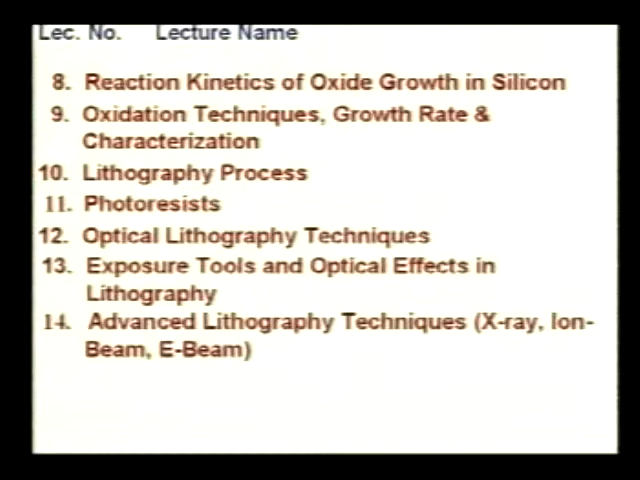 Lec. No. Lecture Name
8. Reaction Kinetics of Oxide Growth in Silicon
9. Oxidation Techniques, Growth Rate &
Characterization
10. Lithography Process
11. Photoresists
12. Optical Lithography Techniques
13. Exposure Tools and Optical Effects in
Lithography
14. Advanced Lithography Techniques (X-ray, Ion-
Beam, E-Beam)